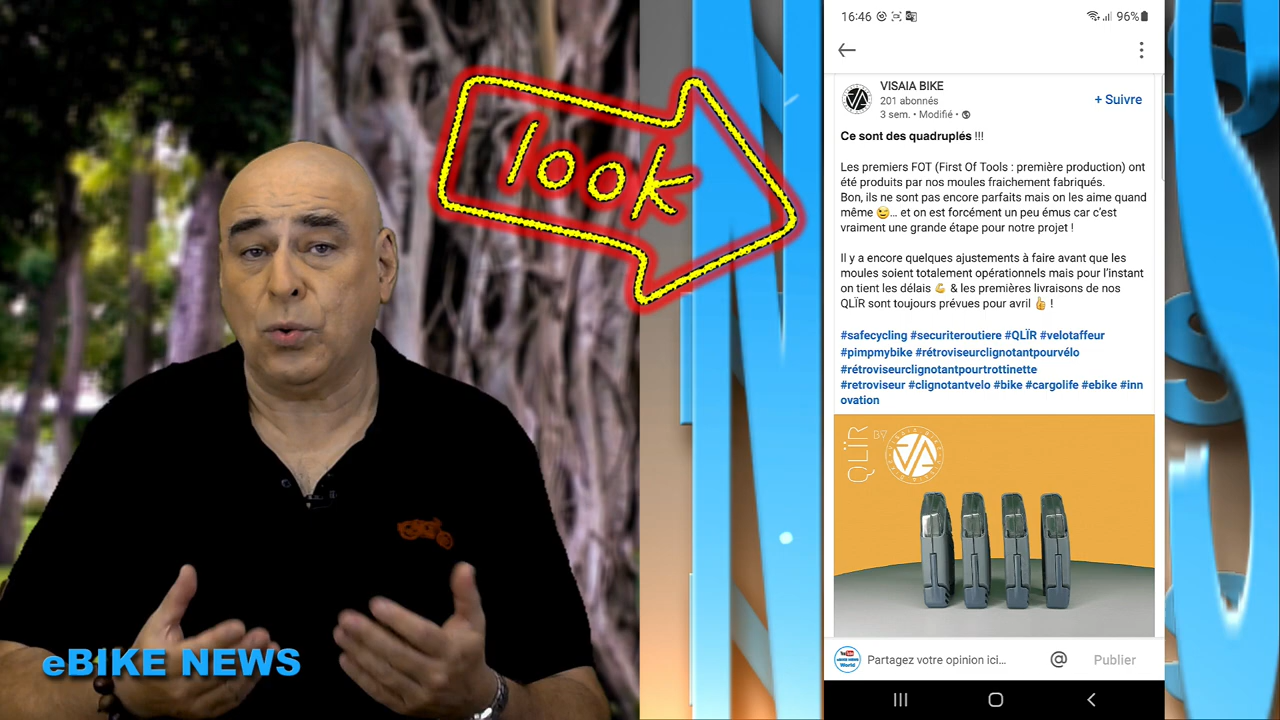 look
eBIKE NEWS
16:46
96%
VISAIA BIKE
201 abonnés
+ Suivre
3 sem. • Modifié •
Ce sont des quadruplés !!!
Les premiers FOT (First Of Tools : première production) ont
été produits par nos moules fraichement fabriqués.
Bon, ils ne sont pas encore parfaits mais on les aime quand
même 😉... et on est forcément un peu émus car c'est
vraiment une grande étape pour notre projet !
Il y a encore quelques ajustements à faire avant que les
moules soient totalement opérationnels mais pour l'instant
on tient les délais 💪 & les premières livraisons de nos
QLÏR sont toujours prévues pour avril 👍 !
#safecycling #securiteroutiere #QLÏR #velotaffeur
#pimpmybike #rétroviseurclignotantpourvélo
#rétroviseurclignotantpourtrottinette
#retroviseur #clignotantvelo #bike #cargolife #ebike #inn
ovation
QLÏR BY
Partagez votre opinion ici...
@
Publier